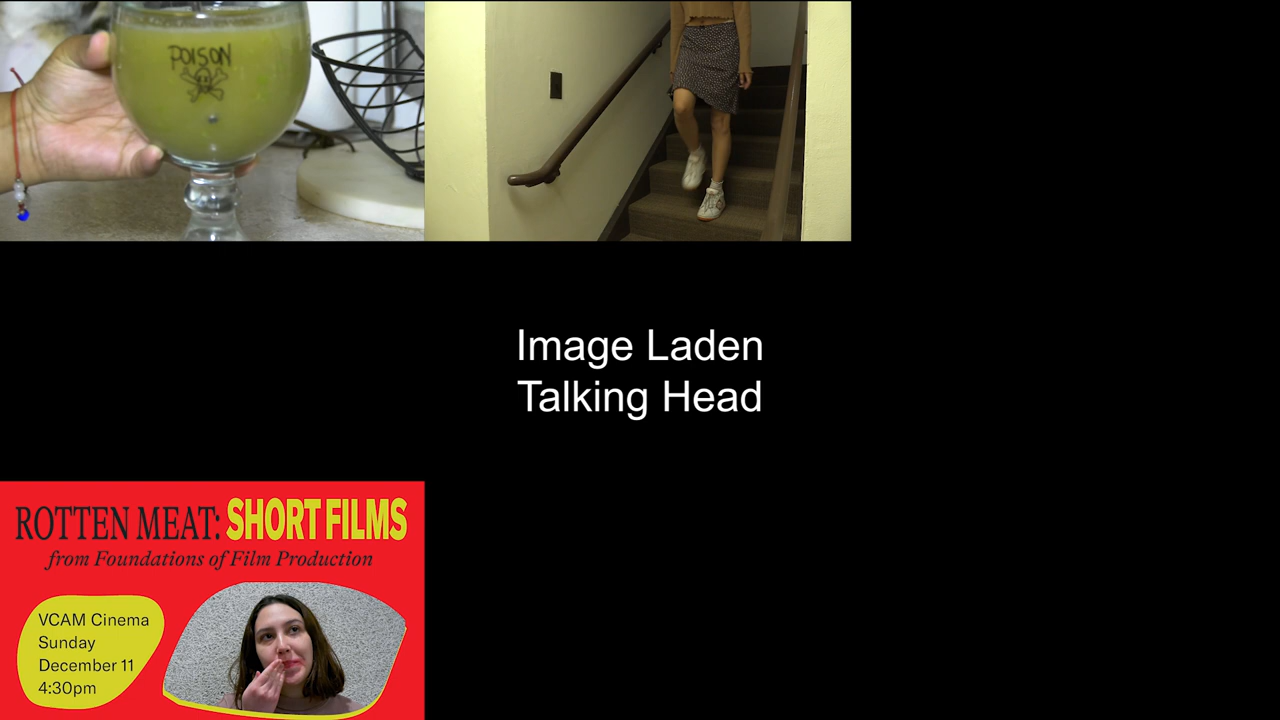 POISON
Image Laden
Talking Head
ROTTEN MEAT: SHORT FILMS
from Foundations of Film Production
VCAM Cinema
Sunday
December 11
4:30pm